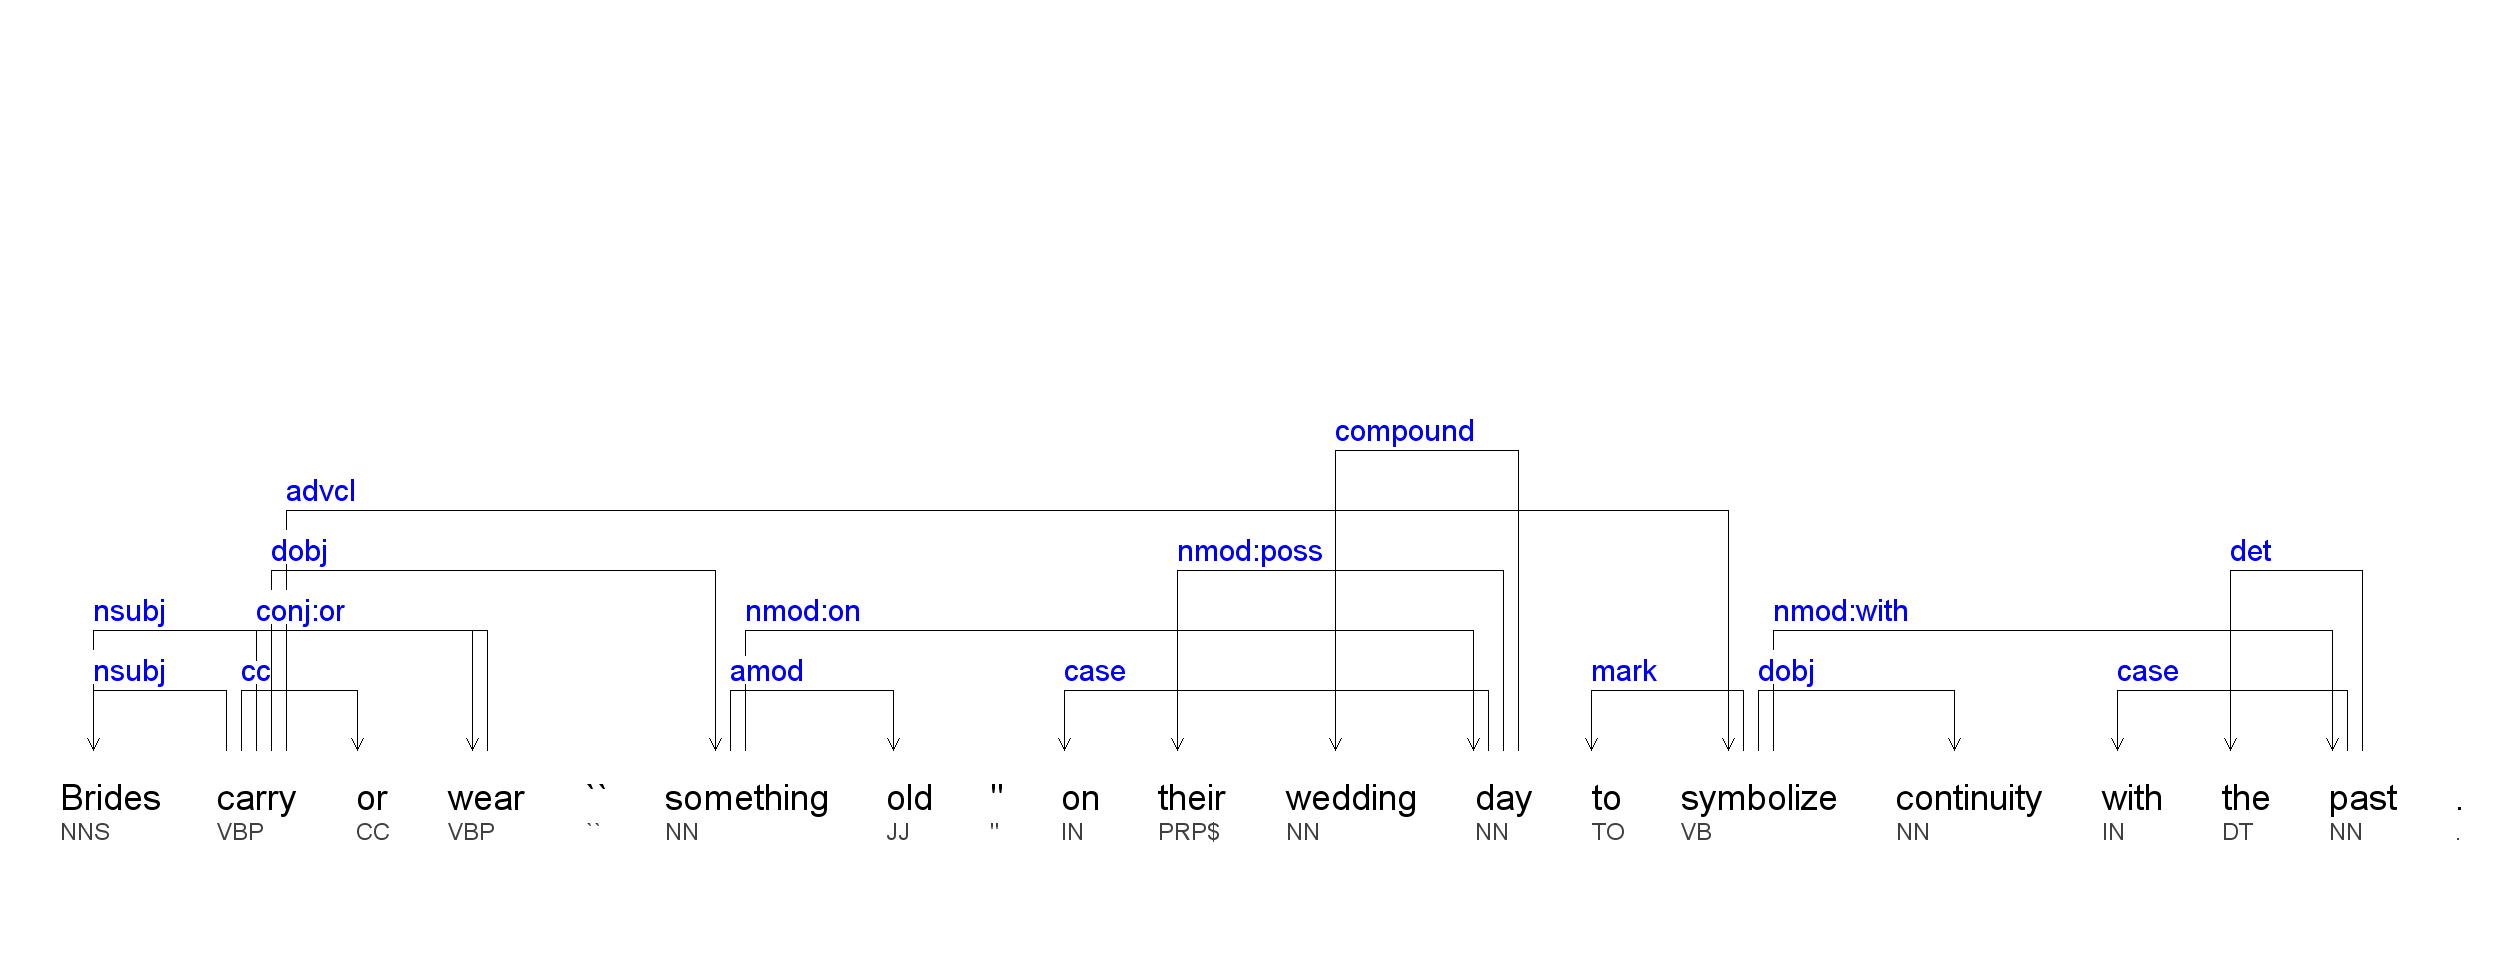 compound
advcl
dobj nmod:poss det
nsubj conj:or nmod:on nmod:with
nsubj cc amod case mark dobj case
Brides carry or wear `` something old '' on their wedding day to symbolize continuity with the past .
NNS VBP CC VBP `` NN JJ '' IN PRP$ NN NN TO VB NN IN DT NN .